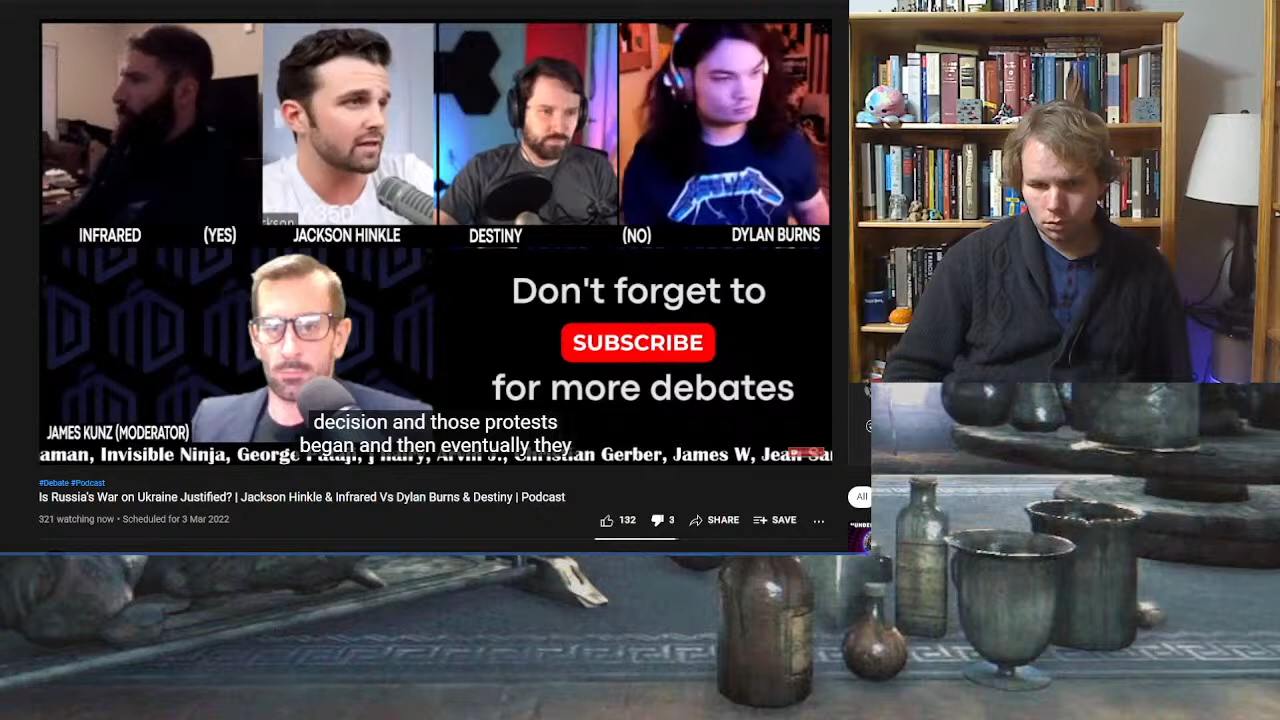 INFRARED (YES) JACKSON HINKLE DESTINY (NO) DYLAN BURNS
Don't forget to
SUBSCRIBE
for more debates
JAMES KUNZ (MODERATOR)
decision and those protests
began and then eventually they
aman, Invisible Ninja, George Christian Gerber, James W, Jean
#Debate #Podcast
Is Russia's War on Ukraine Justified? | Jackson Hinkle & Infrared Vs Dylan Burns & Destiny | Podcast
321 watching now • Scheduled for 3 Mar 2022
132 3 SHARE SAVE ...
All